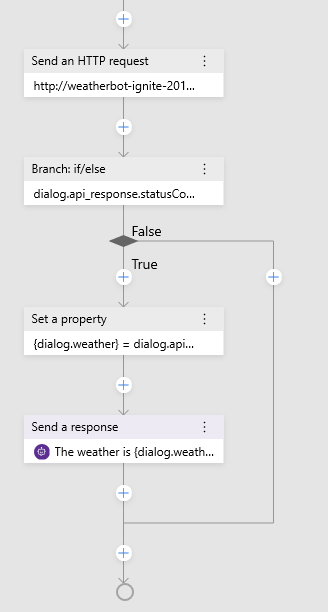 Send an HTTP request
http://weatherbot-ignite-201...
Branch: if/else
dialog.api_response.statusCo...
False
True
Set a property
{dialog.weather} = dialog.api...
Send a response
The weather is {dialog.weath...